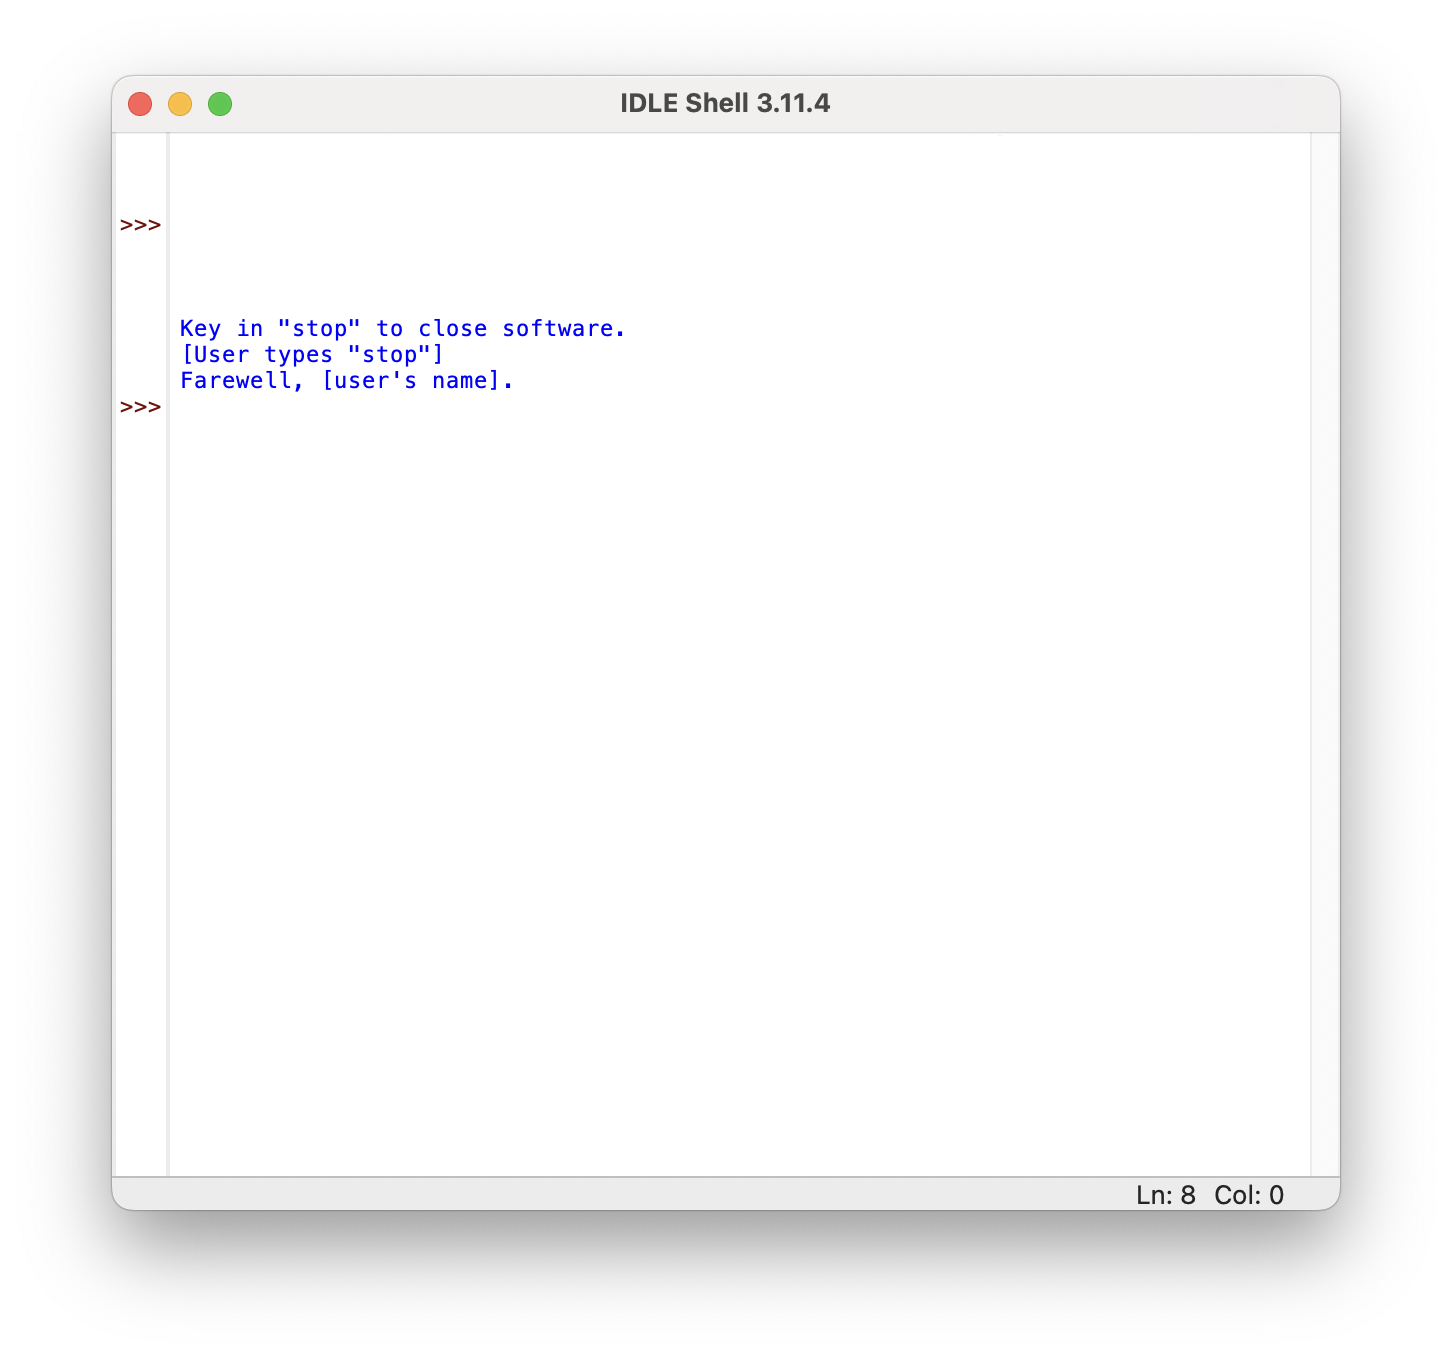 IDLE Shell 3.11.4
>>>
Key in "stop" to close software.
[User types "stop"]
Farewell, [user's name].
>>>
Ln: 8 Col: 0